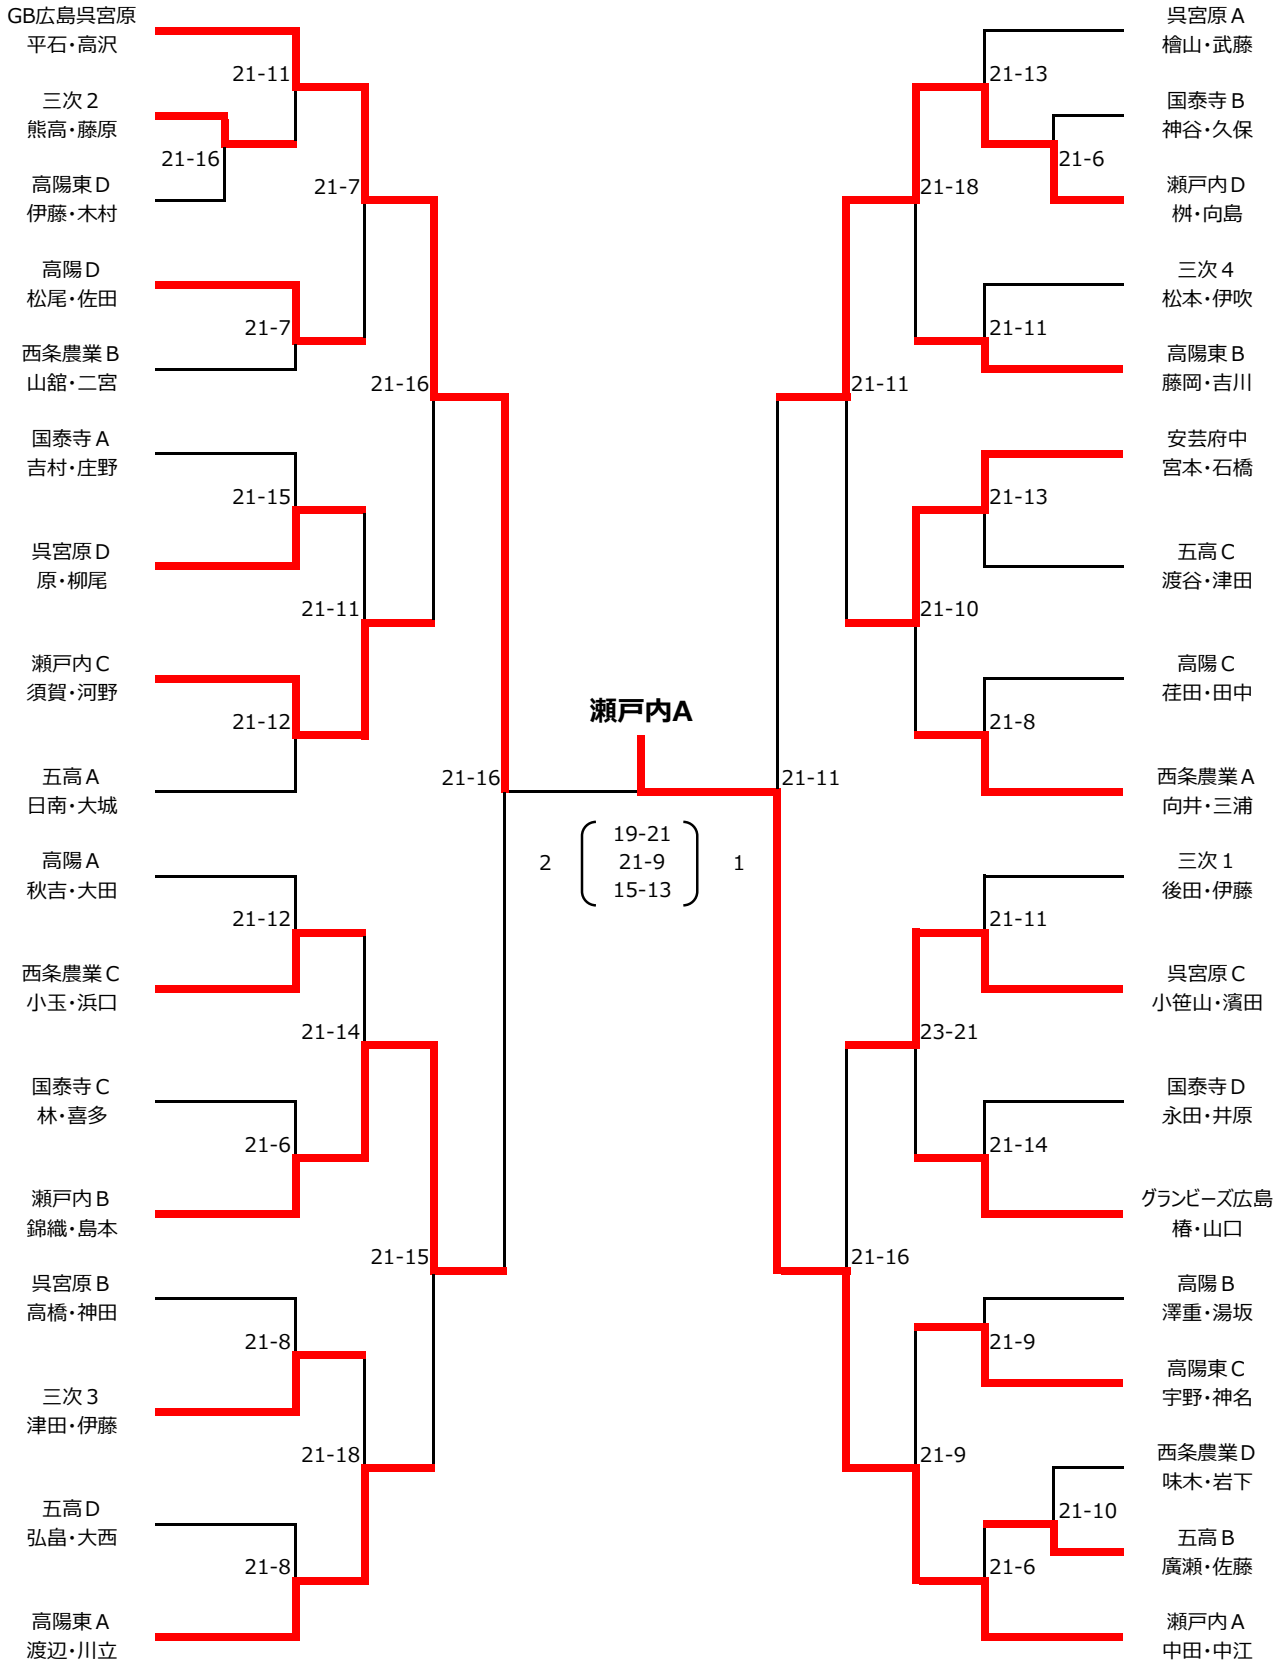 GB広島呉宮原
平石・高沢
21-11
三次２
熊高・藤原
21-16
高陽東Ｄ
伊藤・木村
21-7
高陽Ｄ
松尾・佐田
21-7
西条農業Ｂ
山舘・二宮
21-16
国泰寺Ａ
吉村・庄野
21-15
呉宮原Ｄ
原・柳尾
21-11
瀬戸内Ｃ
須賀・河野
21-12
五高Ａ
日南・大城
21-16
高陽Ａ
秋吉・大田
21-12
西条農業Ｃ
小玉・浜口
21-14
国泰寺Ｃ
林・喜多
21-6
瀬戸内Ｂ
錦織・島本
21-15
呉宮原Ｂ
高橋・神田
21-8
三次３
津田・伊藤
21-18
五高Ｄ
弘畠・大西
21-8
高陽東Ａ
渡辺・川立
瀬戸内A
2
19-21
21-9
15-13
1
呉宮原Ａ
檜山・武藤
21-13
国泰寺Ｂ
神谷・久保
21-6
瀬戸内Ｄ
桝・向島
21-18
三次４
松本・伊吹
21-11
高陽東Ｂ
藤岡・吉川
21-11
安芸府中
宮本・石橋
21-13
五高Ｃ
渡谷・津田
21-10
高陽Ｃ
荏田・田中
21-8
西条農業Ａ
向井・三浦
21-11
三次１
後田・伊藤
21-11
呉宮原Ｃ
小笹山・濱田
23-21
国泰寺Ｄ
永田・井原
21-14
グランビーズ広島
椿・山口
21-16
高陽Ｂ
澤重・湯坂
21-9
高陽東Ｃ
宇野・神名
21-9
西条農業Ｄ
味木・岩下
21-10
五高Ｂ
廣瀬・佐藤
21-6
瀬戸内Ａ
中田・中江